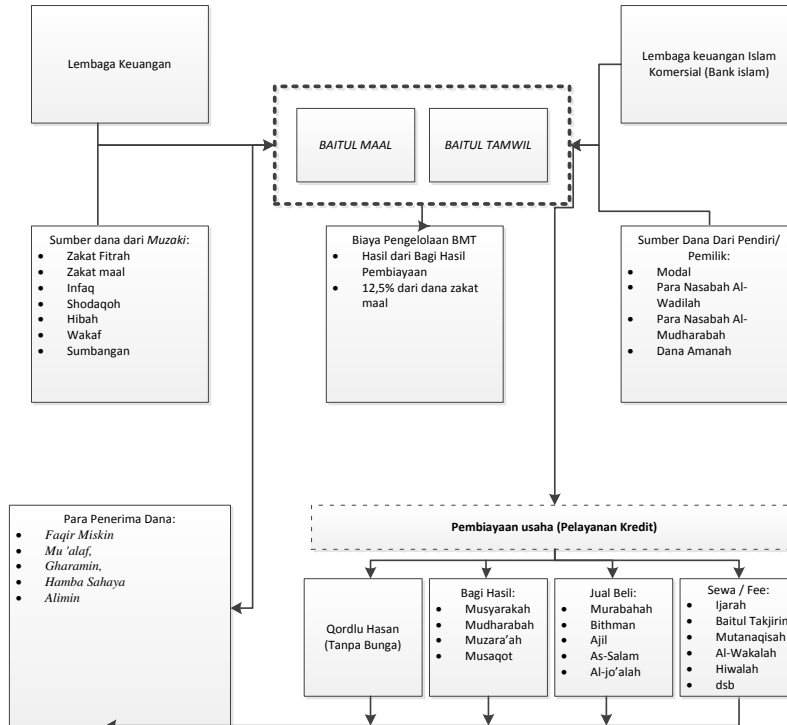 Lembaga Keuangan
Lembaga keuangan Islam
Komersial (Bank islam)
BAITUL MAAL
BAITUL TAMWIL
Sumber dana dari Muzaki:
• Zakat Fitrah
• Zakat maal
• Infaq
• Shodaqoh
• Hibah
• Wakaf
• Sumbangan
Biaya Pengelolaan BMT
• Hasil dari Bagi Hasil
Pembiayaan
• 12,5% dari dana zakat
maal
Sumber Dana Dari Pendiri/
Pemilik:
• Modal
• Para Nasabah Al-
Wadilah
• Para Nasabah Al-
Mudharabah
• Dana Amanah
Para Penerima Dana:
• Faqir Miskin
• Mu 'alaf,
• Gharamin,
• Hamba Sahaya
• Alimin
Pembiayaan usaha (Pelayanan Kredit)
Qordlu Hasan
(Tanpa Bunga)
Bagi Hasil:
• Musyarakah
• Mudharabah
• Muzara’ah
• Musaqot
Jual Beli:
• Murabahah
• Bithman
• Ajil
• As-Salam
• Al-jo’alah
Sewa / Fee:
• Ijarah
• Baitul Takjirin
• Mutanaqisah
• Al-Wakalah
• Hiwalah
• dsb